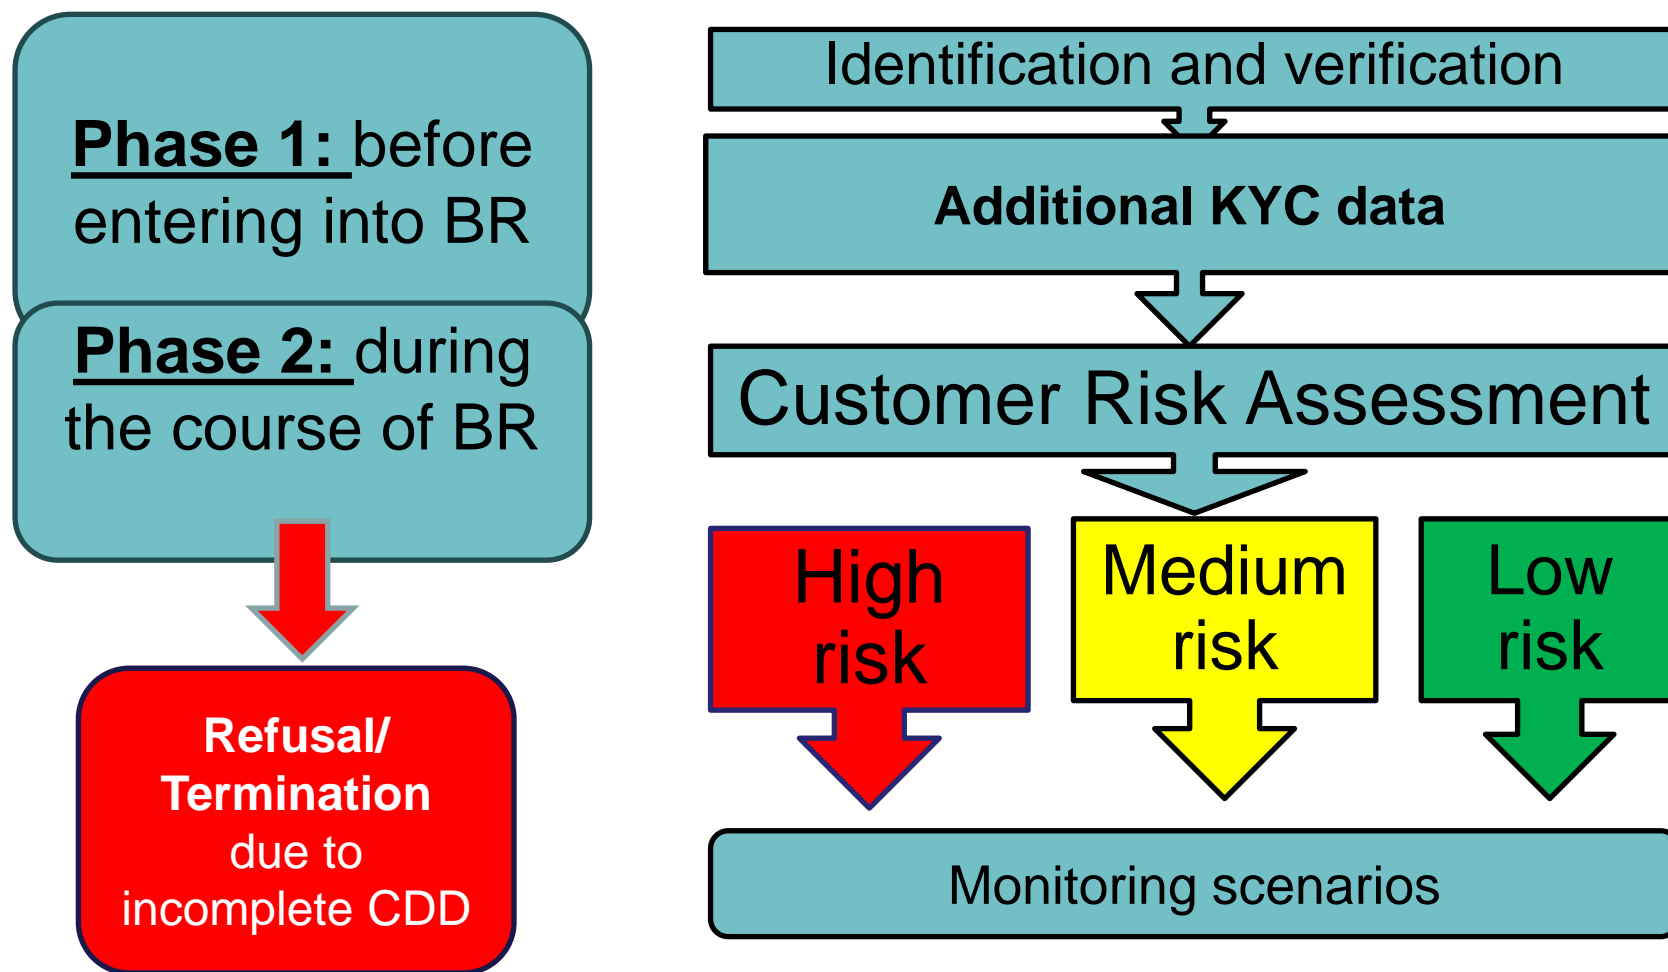 Phase 1: before
entering into BR
Phase 2: during
the course of BR
Refusal/
Termination
due to
incomplete CDD
Identification and verification
Additional KYC data
Customer Risk Assessment
High
risk
Medium
risk
Low
risk
Monitoring scenarios